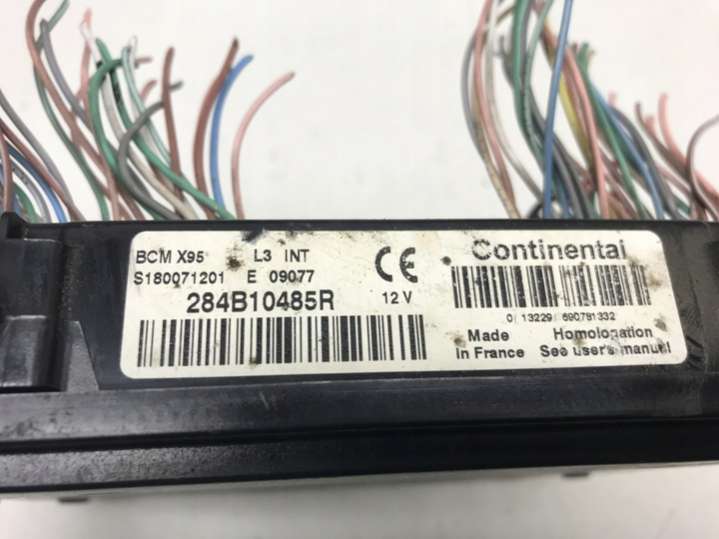 BCM X95 L3 INT
S180071201 E 09077
284B10485R
CE
12 V
Continental
0/ 13229/ 690781332
Made in France
Homologation
See user's manual